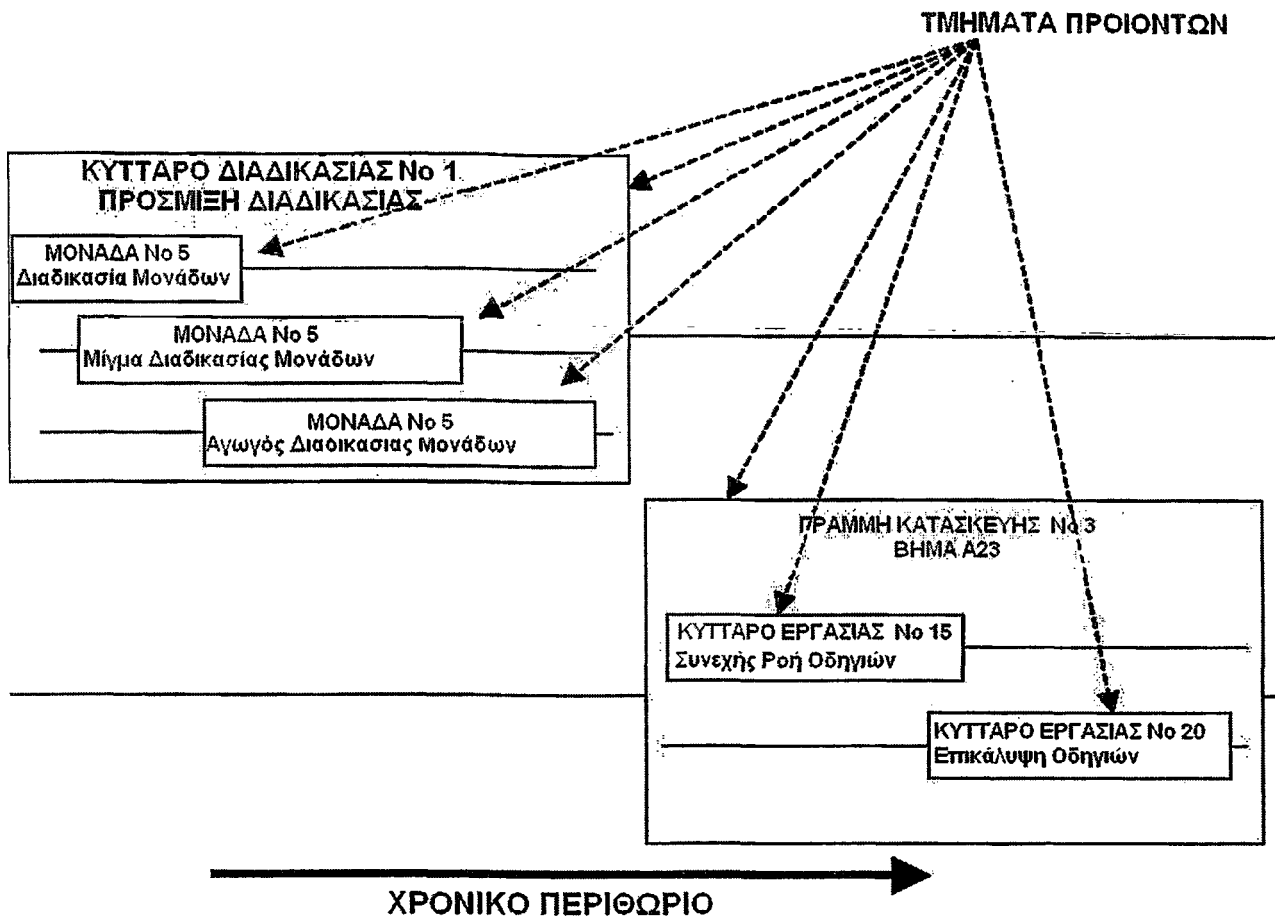 ΤΜΗΜΑΤΑ ΠΡΟΙΟΝΤΩΝ
ΚΥΤΤΑΡΟ ΔΙΑΔΙΚΑΣΙΑΣ Νο 1
ΠΡΟΣΜΙΞΗ ΔΙΑΔΙΚΑΣΙΑΣ
ΜΟΝΑΔΑ Νο 5
Διαδικασία Μονάδων
ΜΟΝΑΔΑ Νο 5
Μίγμα Διαδικασίας Μονάδων
ΜΟΝΑΔΑ Νο 5
Αγωγός Διαδικασιας Μονάδων
ΠΡΑΜΜΗ ΚΑΤΑΣΚΕΥΗΣ Νο 3
ΒΗΜΑ Α23
ΚΥΤΤΑΡΟ ΕΡΓΑΣΙΑΣ Νο 15
Συνεχής Ροή Οδηγιών
ΚΥΤΤΑΡΟ ΕΡΓΑΣΙΑΣ Νο 20
Επικάλυψη Οδηγιών
ΧΡΟΝΙΚΟ ΠΕΡΙΘΩΡΙΟ